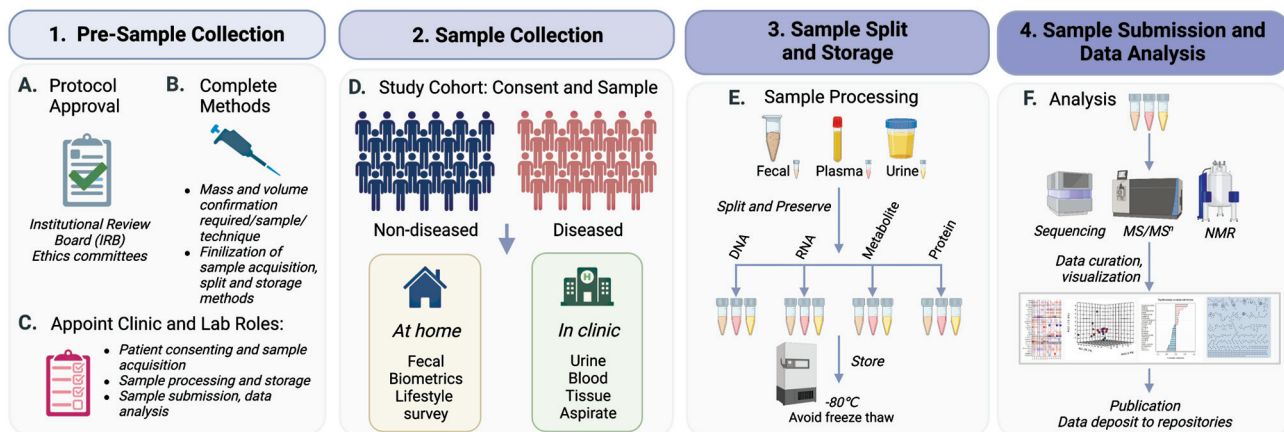 1. Pre-Sample Collection
A. Protocol
Approval
Institutional Review
Board (IRB)
Ethics committees
B. Complete
Methods
• Mass and volume
confirmation
required/sample/
technique
• Finilization of
sample acquisition,
split and storage
methods
C. Appoint Clinic and Lab Roles:
• Patient consenting and sample
acquisition
• Sample processing and storage
• Sample submission, data
analysis
2. Sample Collection
D. Study Cohort: Consent and Sample
Non-diseased
Diseased
At home
Fecal
Biometrics
Lifestyle
survey
H
In clinic
Urine
Blood
Tissue
Aspirate
3. Sample Split
and Storage
E. Sample Processing
Fecal
Plasma
Urine
Split and Preserve
DNA
RNA
Metabolite
Protein
Store
-80°C
Avoid freeze thaw
4. Sample Submission and
Data Analysis
F. Analysis
Sequencing
MS/MSⁿ
NMR
Data curation,
visualization
Publication
Data deposit to repositories